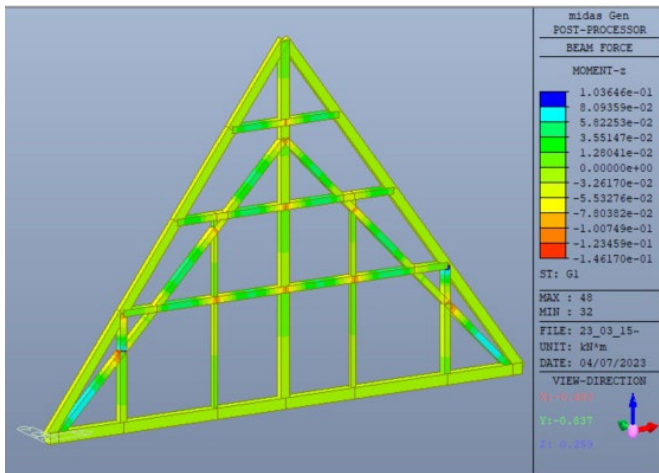 midas Gen
POST-PROCESSOR
BEAM FORCE
MOMENT-z
1.03646e-01
8.09359e-02
5.82253e-02
3.55147e-02
1.28041e-02
0.00000e+00
-3.26170e-02
-5.53276e-02
-7.80382e-02
-1.00749e-01
-1.23459e-01
-1.46170e-01
ST: G1
MAX : 48
MIN : 32
FILE: 23_03_15~
UNIT: kN*m
DATE: 04/07/2023
VIEW-DIRECTION
Y:-0.837
Z: 0.259